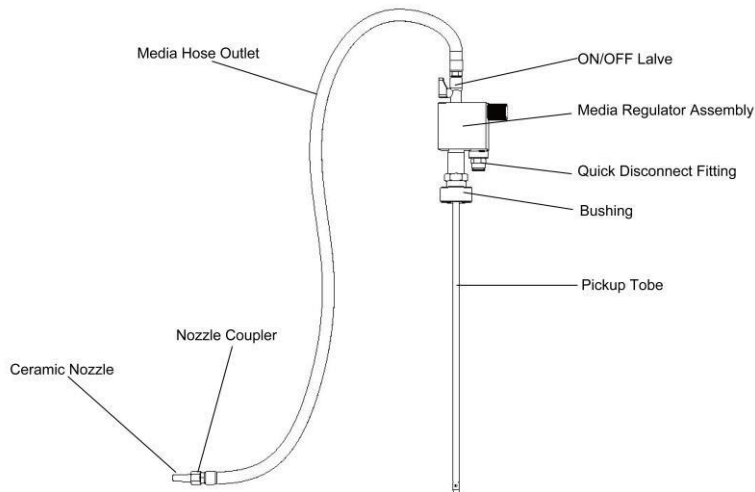 Media Hose Outlet
ON/OFF Lalve
Media Regulator Assembly
Quick Disconnect Fitting
Bushing
Pickup Tobe
Nozzle Coupler
Ceramic Nozzle